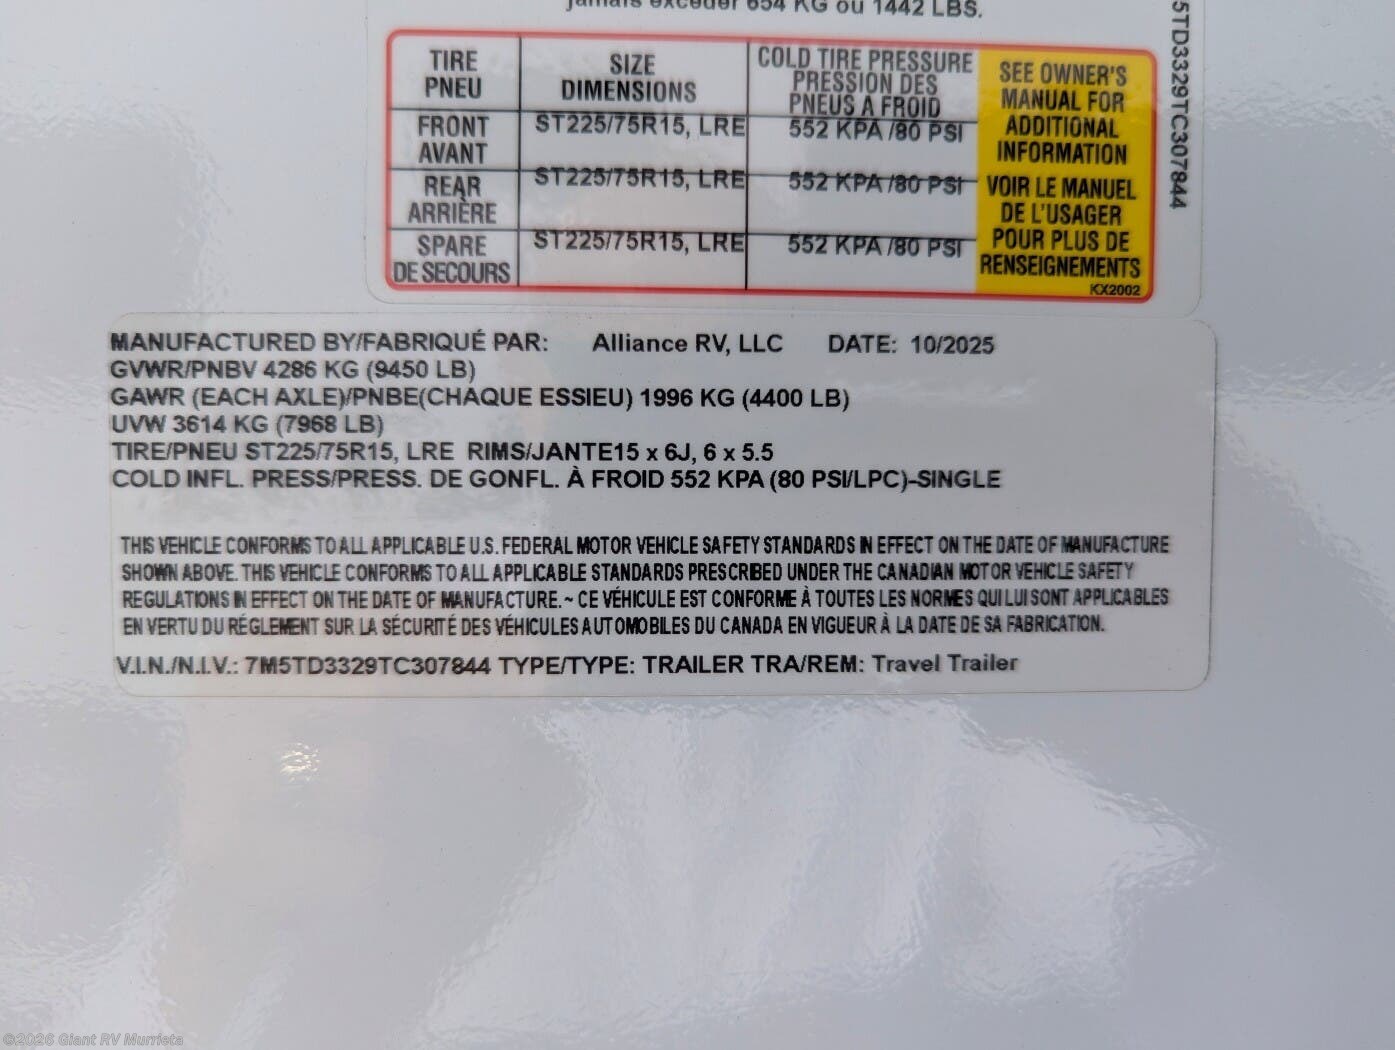 jamais excéder 654 KG ou 1442 LBS.
5TD3329TC307844
TIRE PNEU
SIZE DIMENSIONS
COLD TIRE PRESSURE PRESSION DES PNEUS A FROID
SEE OWNER'S MANUAL FOR ADDITIONAL INFORMATION
FRONT AVANT
ST225/75R15, LRE
552 KPA /80 PSI
REAR ARRIÈRE
ST225/75R15, LRE
552 KPA /80 PSI
VOIR LE MANUEL DE L'USAGER POUR PLUS DE RENSEIGNEMENTS
SPARE DE SECOURS
ST225/75R15, LRE
552 KPA /80 PSI
KX2002
MANUFACTURED BY/FABRIQUÉ PAR: Alliance RV, LLC DATE: 10/2025
GVWR/PNBV 4286 KG (9450 LB)
GAWR (EACH AXLE)/PNBE(CHAQUE ESSIEU) 1996 KG (4400 LB)
UVW 3614 KG (7968 LB)
TIRE/PNEU ST225/75R15, LRE RIMS/JANTE15 x 6J, 6 x 5.5
COLD INFL. PRESS/PRESS. DE GONFL. À FROID 552 KPA (80 PSI/LPC)-SINGLE
THIS VEHICLE CONFORMS TO ALL APPLICABLE U.S. FEDERAL MOTOR VEHICLE SAFETY STANDARDS IN EFFECT ON THE DATE OF MANUFACTURE
SHOWN ABOVE. THIS VEHICLE CONFORMS TO ALL APPLICABLE STANDARDS PRESCRIBED UNDER THE CANADIAN MOTOR VEHICLE SAFETY
REGULATIONS IN EFFECT ON THE DATE OF MANUFACTURE. ~ CE VÉHICULE EST CONFORME À TOUTES LES NORMES QUI LUI SONT APPLICABLES
EN VERTU DU RÉGLEMENT SUR LA SÉCURITÉ DES VÉHICULES AUTOMOBILES DU CANADA EN VIGUEUR À LA DATE DE SA FABRICATION.
V.I.N./N.I.V.: 7M5TD3329TC307844 TYPE/TYPE: TRAILER TRA/REM: Travel Trailer
©2026 Giant RV Murrieta